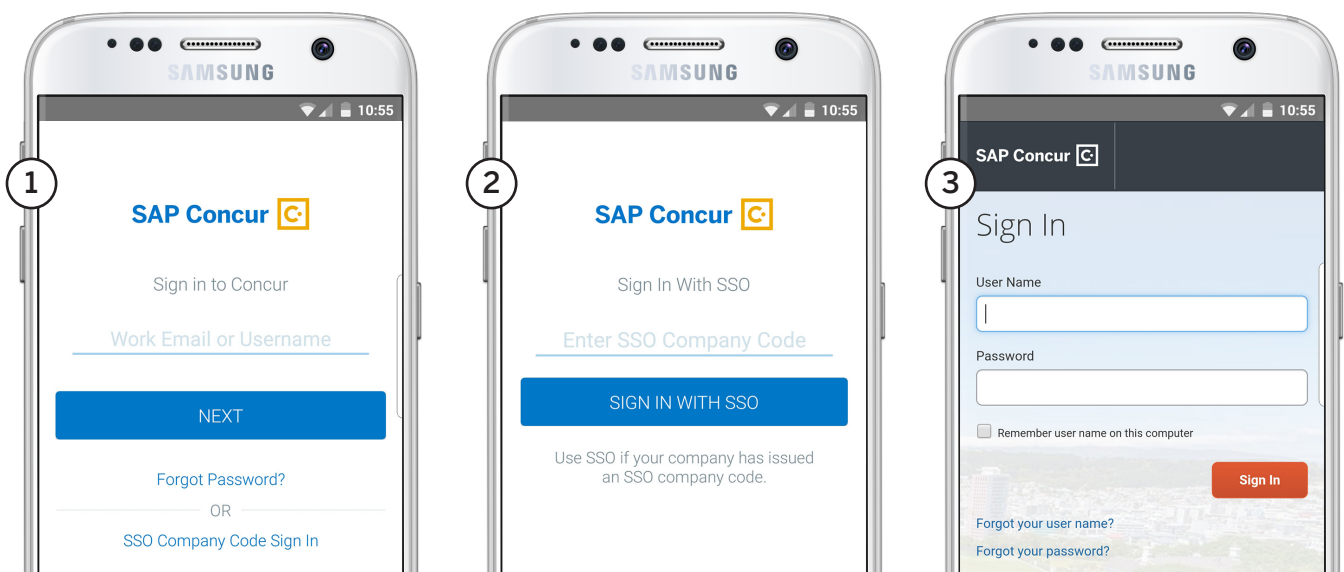 SAMSUNG
10:55
1
SAP Concur
Sign in to Concur
Work Email or Username
NEXT
Forgot Password?
OR
SSO Company Code Sign In
SAMSUNG
10:55
2
SAP Concur
Sign In With SSO
Enter SSO Company Code
SIGN IN WITH SSO
Use SSO if your company has issued
an SSO company code.
SAMSUNG
10:55
SAP Concur
3
Sign In
User Name
Password
Remember user name on this computer
Sign In
Forgot your user name?
Forgot your password?